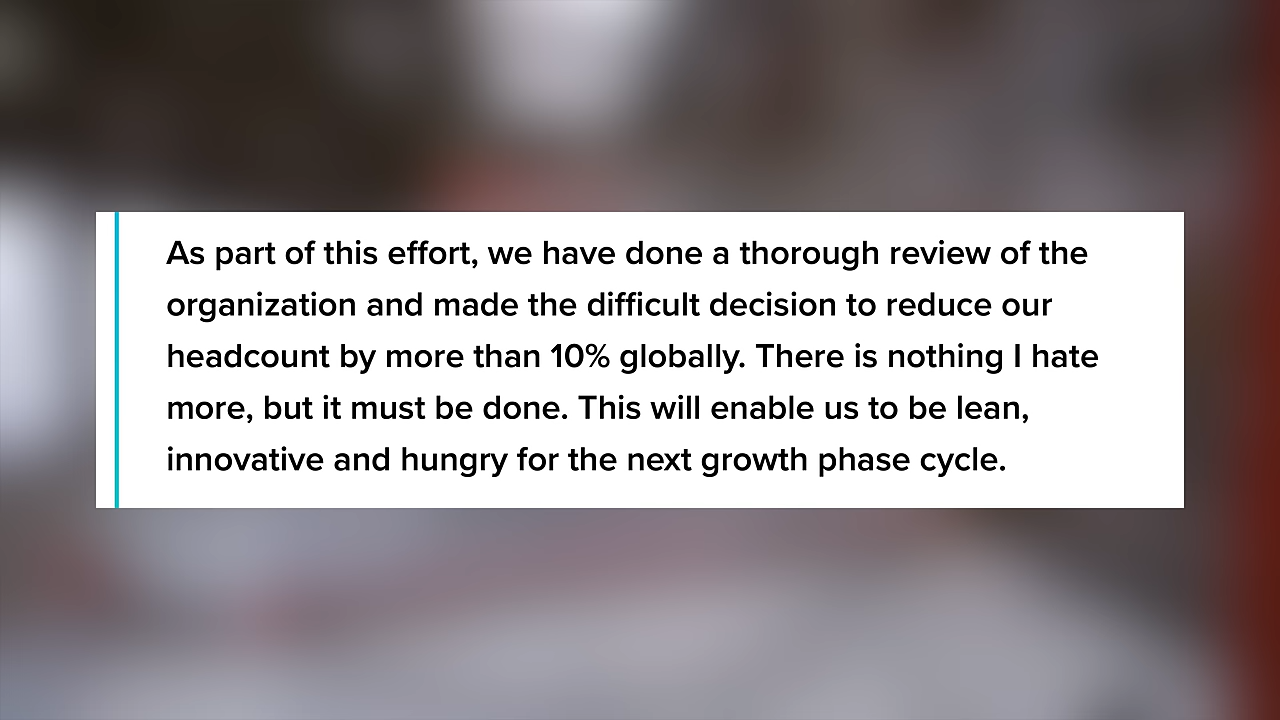 As part of this effort, we have done a thorough review of the
organization and made the difficult decision to reduce our
headcount by more than 10% globally. There is nothing I hate
more, but it must be done. This will enable us to be lean,
innovative and hungry for the next growth phase cycle.